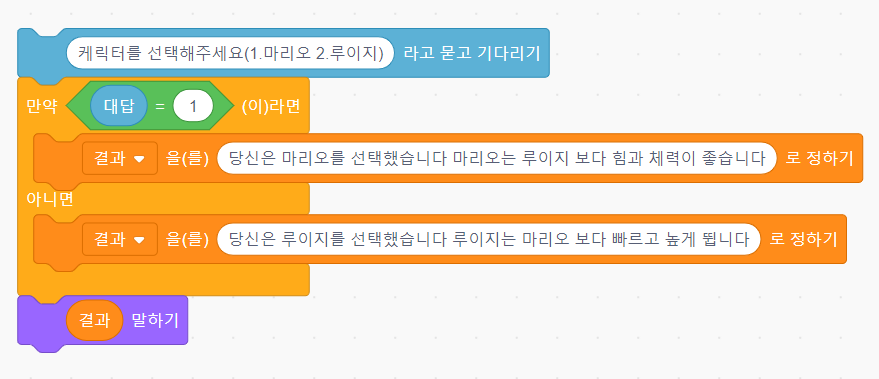 케릭터를 선택해주세요(1.마리오 2.루이지) 라고 묻고 기다리기
만약 대답 = 1 (이)라면
결과 을(를) 당신은 마리오를 선택했습니다 마리오는 루이지 보다 힘과 체력이 좋습니다 로 정하기
아니면
결과 을(를) 당신은 루이지를 선택했습니다 루이지는 마리오 보다 빠르고 높게 뜁니다 로 정하기
결과 말하기